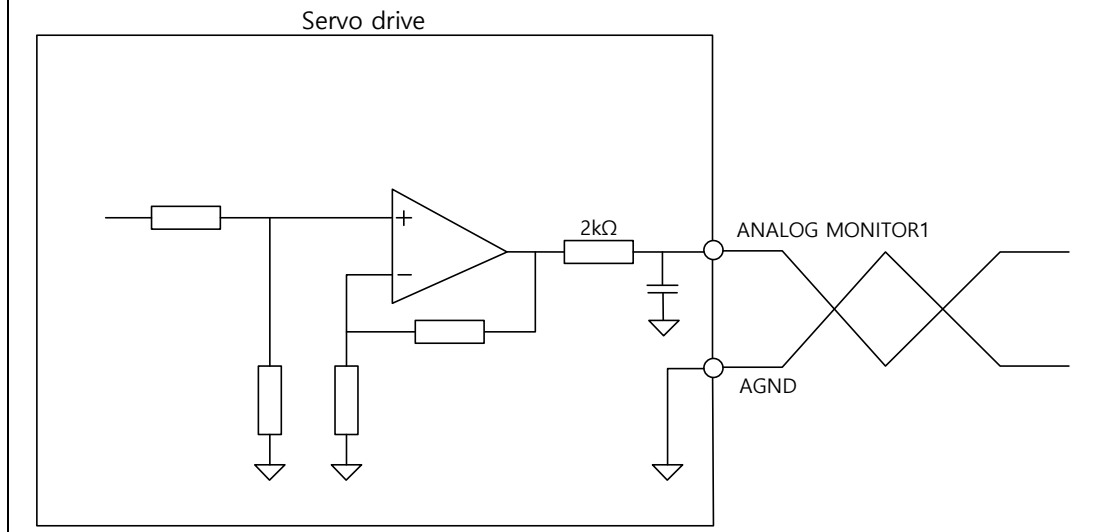 Servo drive
2kΩ
ANALOG MONITOR1
+
−
AGND